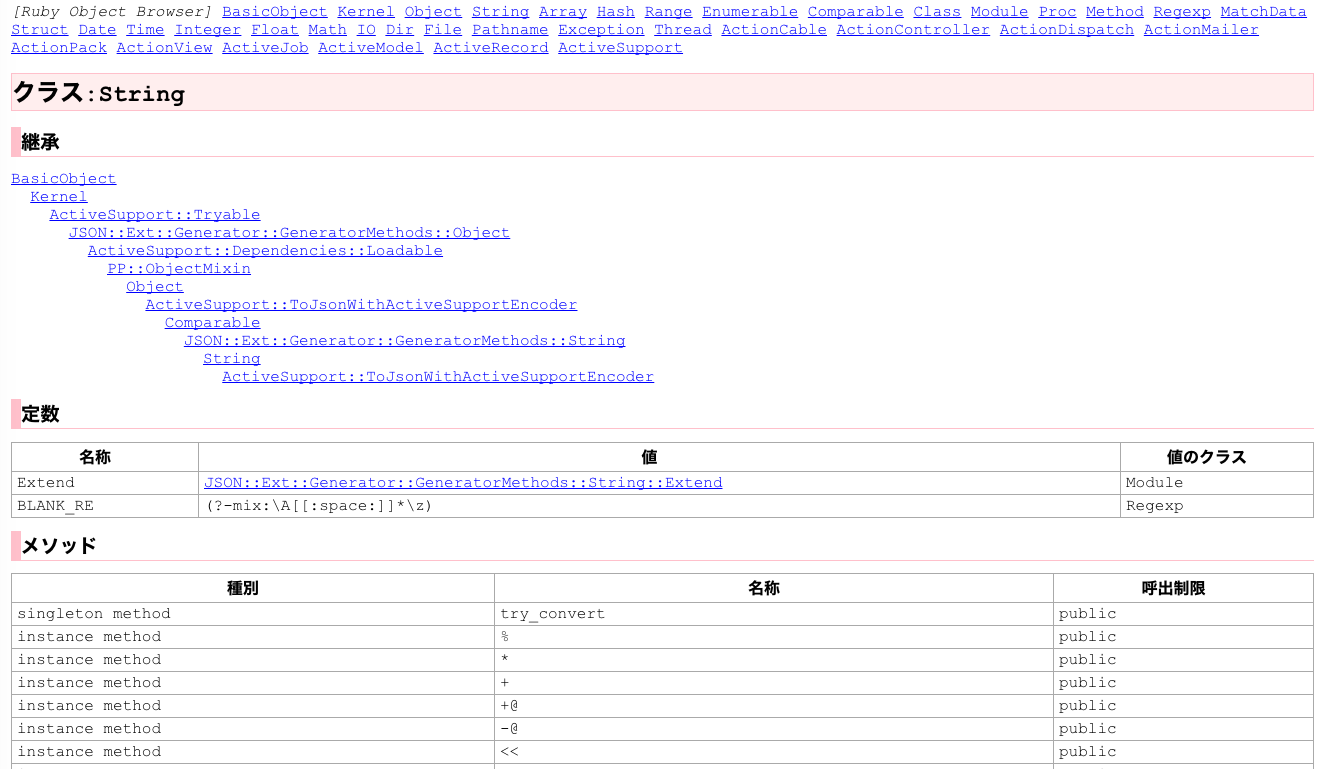 [Ruby Object Browser] BasicObject Kernel Object String Array Hash Range Enumerable Comparable Class Module Proc Method Regexp MatchData
Struct Date Time Integer Float Math IO Dir File Pathname Exception Thread ActionCable ActionController ActionDispatch ActionMailer
ActionPack ActionView ActiveJob ActiveModel ActiveRecord ActiveSupport
クラス:String
継承
BasicObject
Kernel
ActiveSupport::Tryable
JSON::Ext::Generator::GeneratorMethods::Object
ActiveSupport::Dependencies::Loadable
PP::ObjectMixin
Object
ActiveSupport::ToJsonWithActiveSupportEncoder
Comparable
JSON::Ext::Generator::GeneratorMethods::String
String
ActiveSupport::ToJsonWithActiveSupportEncoder
定数
名称 値 値のクラス
Extend JSON::Ext::Generator::GeneratorMethods::String::Extend Module
BLANK_RE (?-mix:\A[[:space:]]*\z) Regexp
メソッド
種別 名称 呼出制限
singleton method try_convert public
instance method % public
instance method * public
instance method + public
instance method +@ public
instance method -@ public
instance method << public